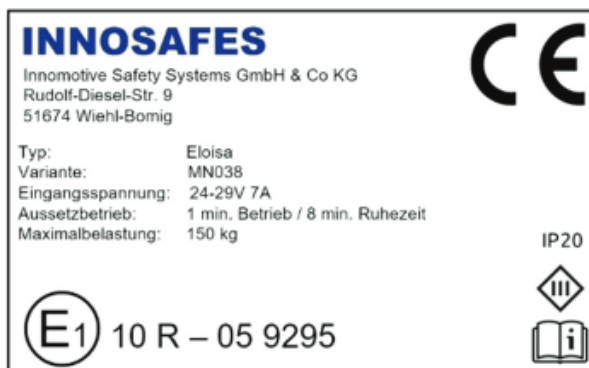 INNOSAFES
Innomotive Safety Systems GmbH & Co KG
Rudolf-Diesel-Str. 9
51674 Wiehl-Bomig
Typ: Eloisa
Variante: MN038
Eingangsspannung: 24-29V 7A
Aussetzbetrieb: 1 min. Betrieb / 8 min. Ruhezeit
Maximalbelastung: 150 kg
CE
IP20
III
i
E1 10 R – 05 9295